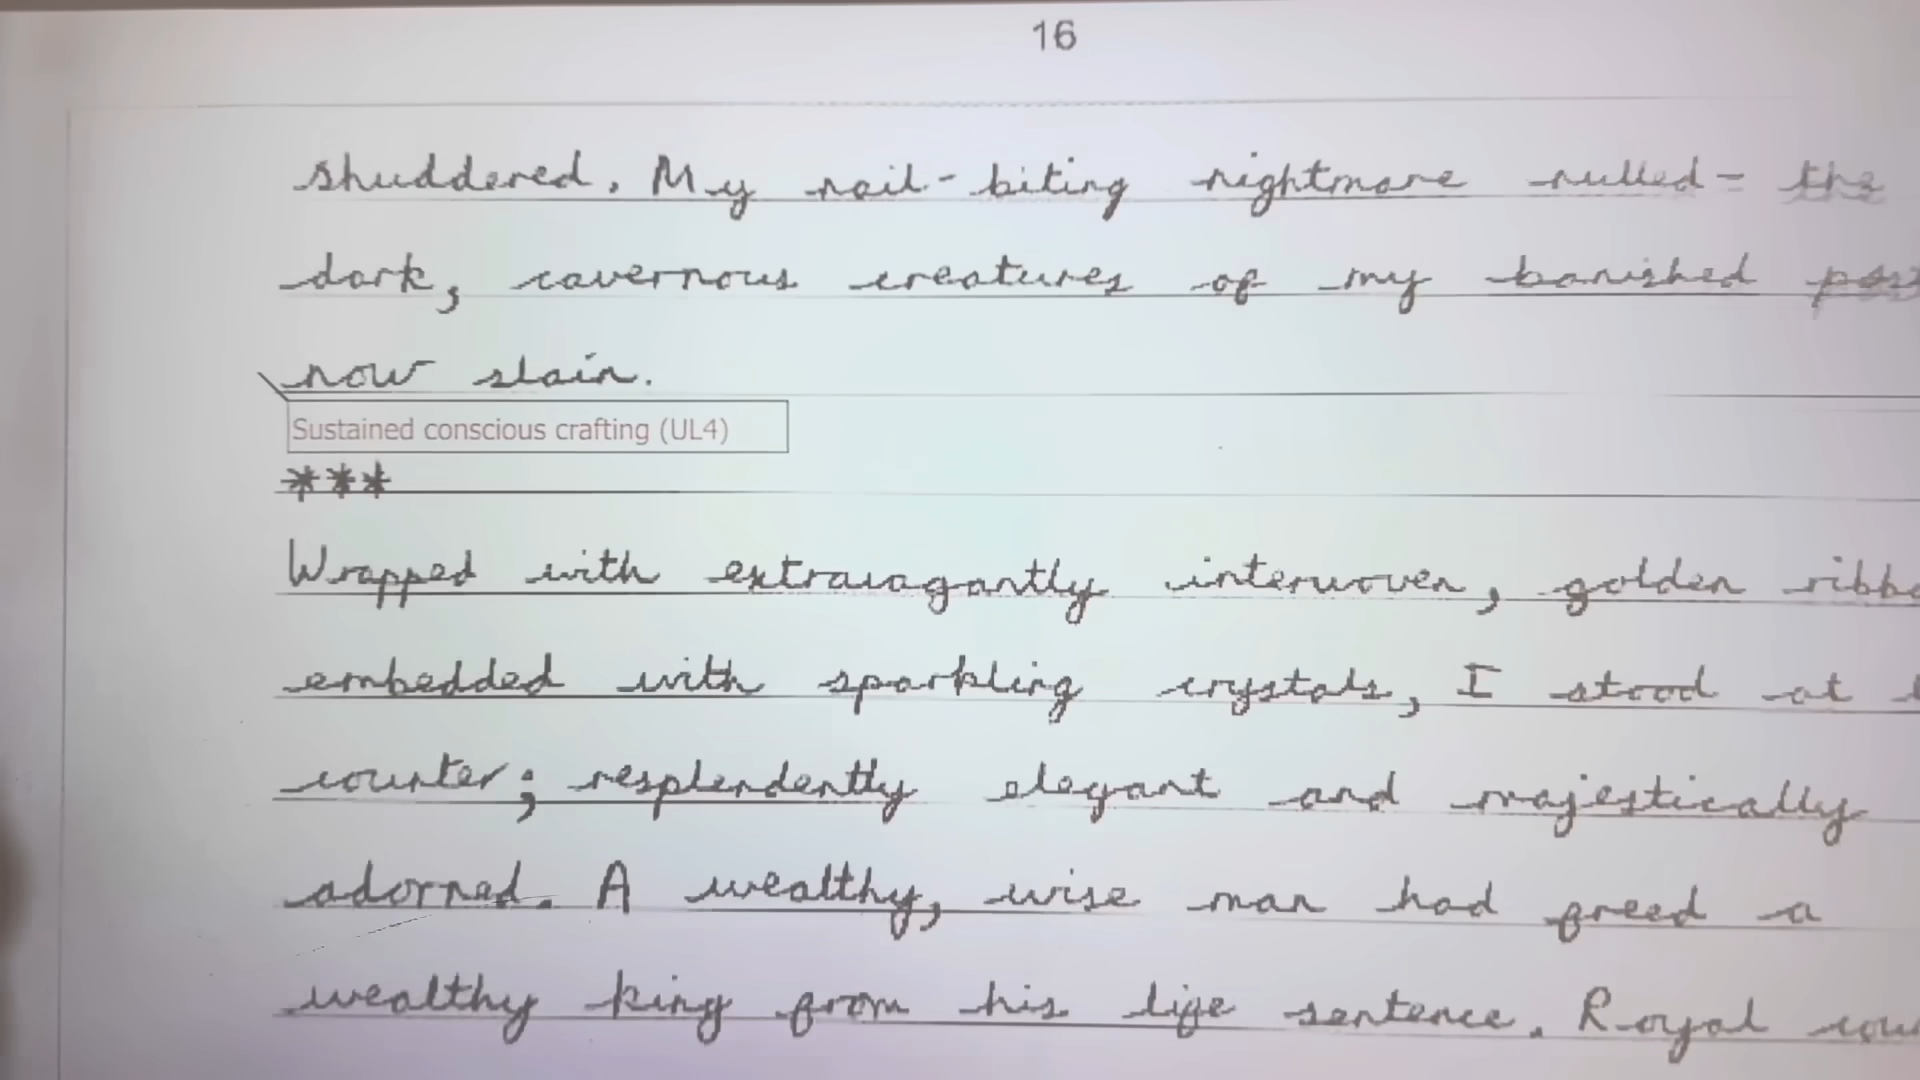 16
shuddered. My nail-biting nightmare nulled - the
dark, cavernous creatures of my banished past
now slain.
Sustained conscious crafting (UL4)
***
Wrapped with extravagantly interwoven, golden
embedded with sparkling crystals, I stood at
counter; resplendently elegant and majestically
adorned. A wealthy, wise man had freed a
wealthy king from his life sentence. Royal